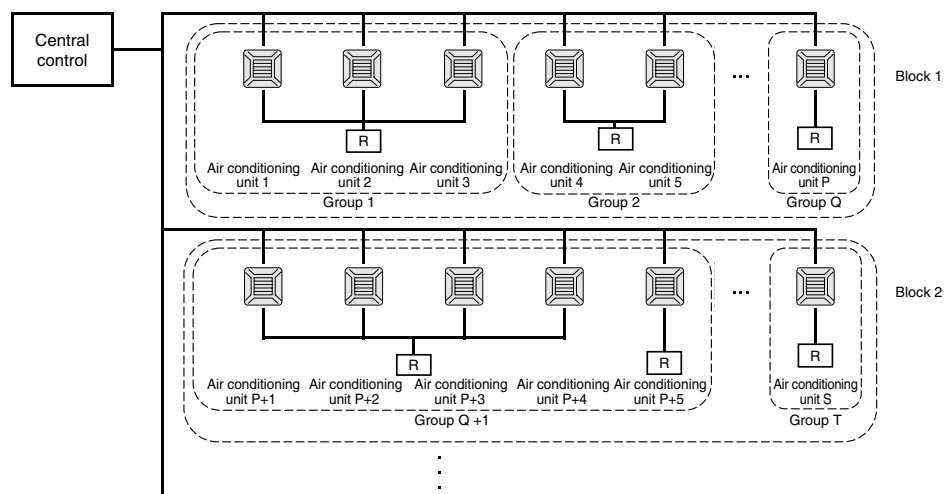 Central
control
Block 1
R
R
R
Air conditioning
unit 1
Air conditioning
unit 2
Air conditioning
unit 3
Air conditioning
unit 4
Air conditioning
unit 5
Air conditioning
unit P
Group 1
Group 2
Group Q
...
Block 2
R
R
R
Air conditioning
unit P+1
Air conditioning
unit P+2
Air conditioning
unit P+3
Air conditioning
unit P+4
Air conditioning
unit P+5
Air conditioning
unit S
Group Q +1
Group T
...